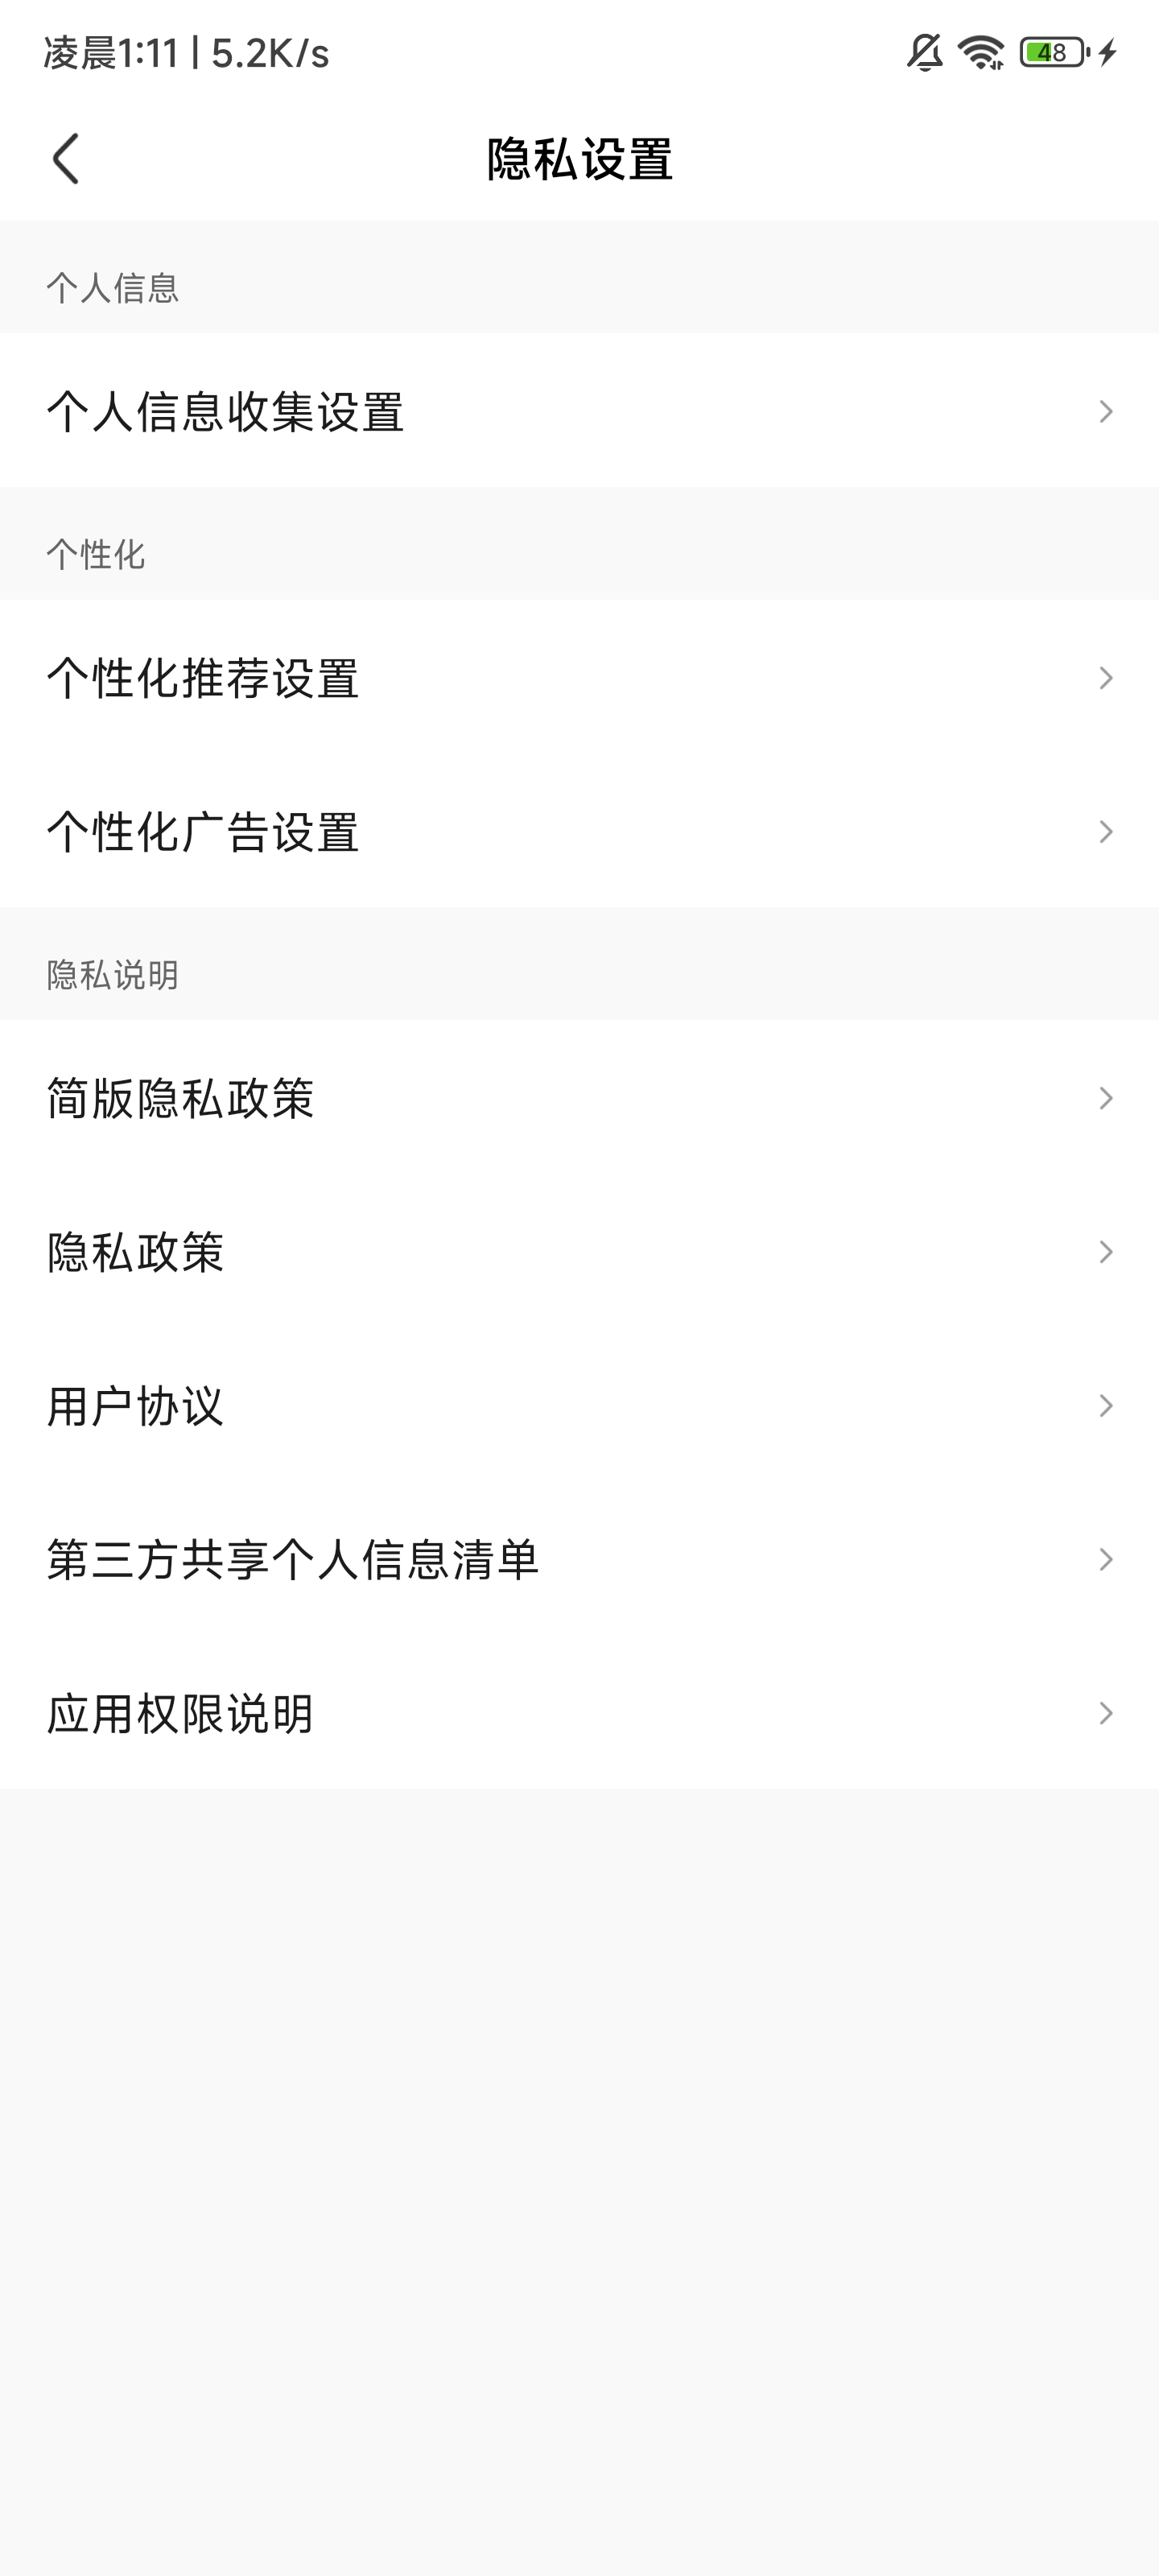 凌晨1:11 | 5.2K/s
48
隐私设置
个人信息
个人信息收集设置
个性化
个性化推荐设置
个性化广告设置
隐私说明
简版隐私政策
隐私政策
用户协议
第三方共享个人信息清单
应用权限说明